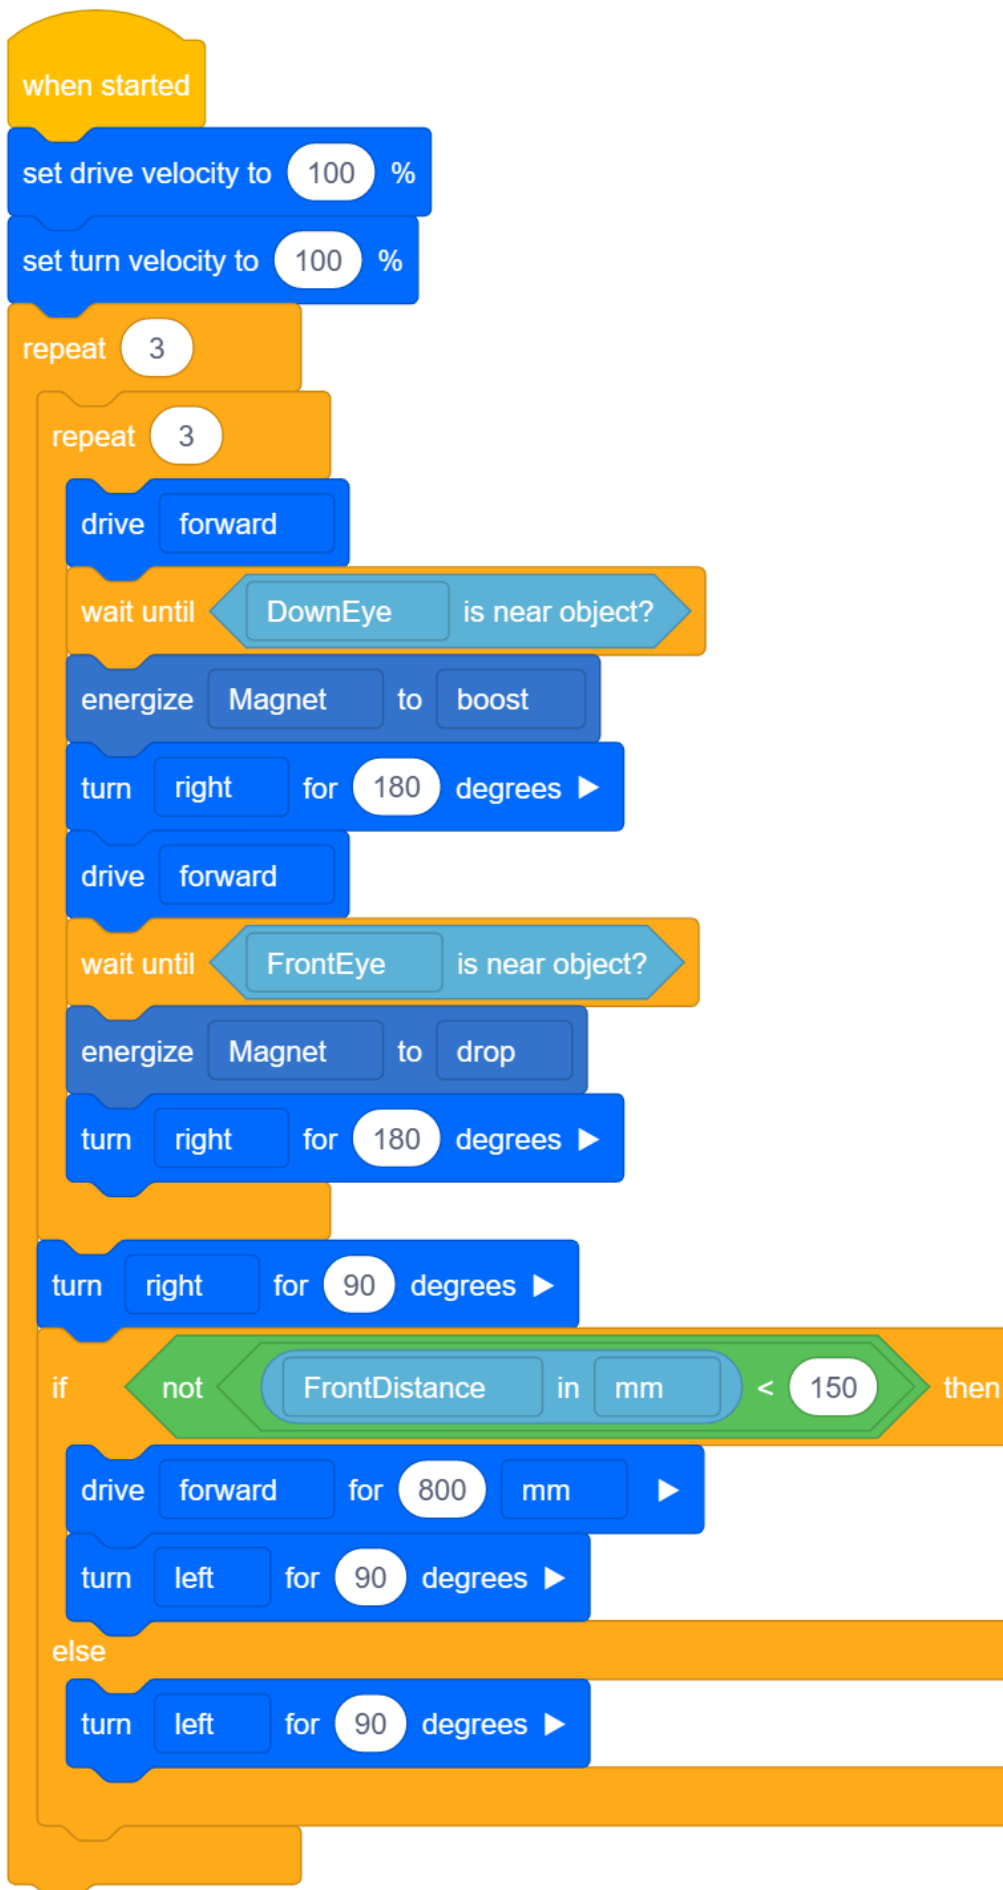 when started
set drive velocity to 100 %
set turn velocity to 100 %
repeat 3
repeat 3
drive forward
wait until DownEye is near object?
energize Magnet to boost
turn right for 180 degrees
drive forward
wait until FrontEye is near object?
energize Magnet to drop
turn right for 180 degrees
turn right for 90 degrees
if not FrontDistance in mm < 150 then
drive forward for 800 mm
turn left for 90 degrees
else
turn left for 90 degrees